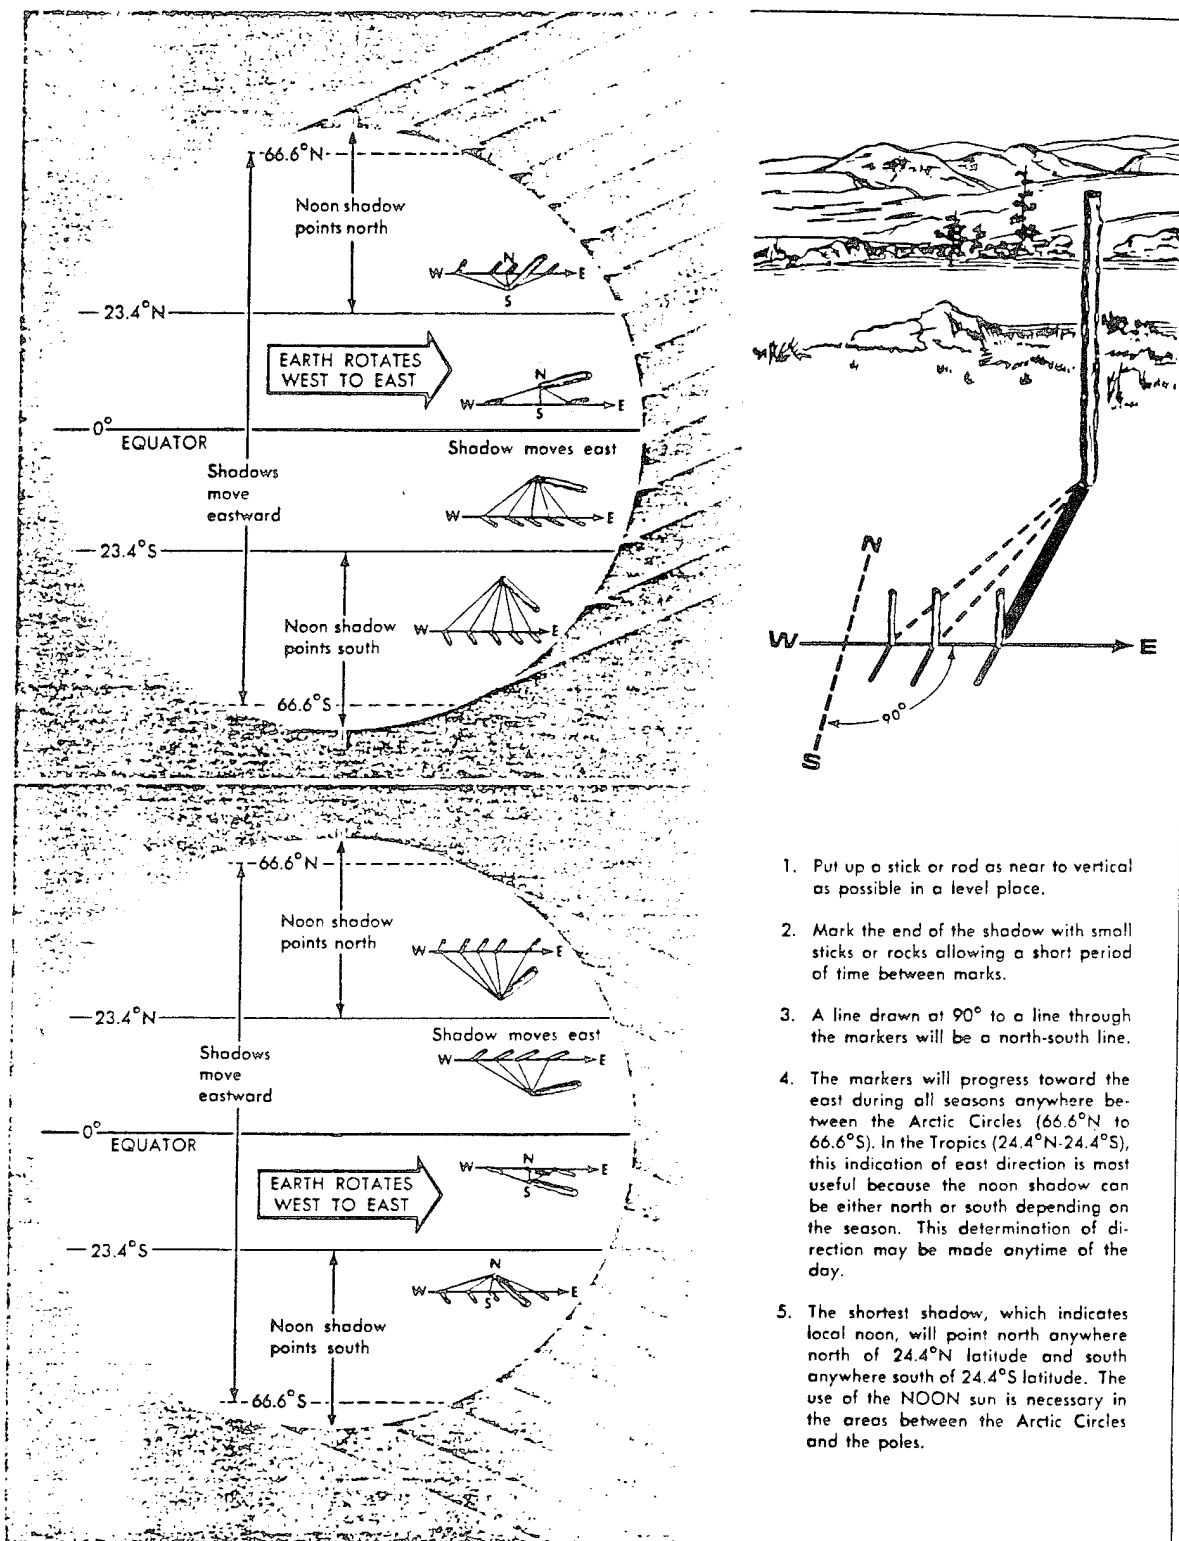 66.6°N
Noon shadow
points north
N
W E
S
23.4°N
EARTH ROTATES
WEST TO EAST
N
W E
S
0°
EQUATOR
Shadow moves east
Shadows
move
eastward
W E
23.4°S
W E
Noon shadow
points south
66.6°S
N
W E
90°
S
66.6°N
Noon shadow
points north
W E
23.4°N
Shadow moves east
W E
Shadows
move
eastward
0°
EQUATOR
N
W E
S
EARTH ROTATES
WEST TO EAST
23.4°S
N
W E
S
Noon shadow
points south
66.6°S
1. Put up a stick or rod as near to vertical
as possible in a level place.
2. Mark the end of the shadow with small
sticks or rocks allowing a short period
of time between marks.
3. A line drawn at 90° to a line through
the markers will be a north-south line.
4. The markers will progress toward the
east during all seasons anywhere be-
tween the Arctic Circles (66.6°N to
66.6°S). In the Tropics (24.4°N-24.4°S),
this indication of east direction is most
useful because the noon shadow can
be either north or south depending on
the season. This determination of di-
rection may be made anytime of the
day.
5. The shortest shadow, which indicates
local noon, will point north anywhere
north of 24.4°N latitude and south
anywhere south of 24.4°S latitude. The
use of the NOON sun is necessary in
the areas between the Arctic Circles
and the poles.